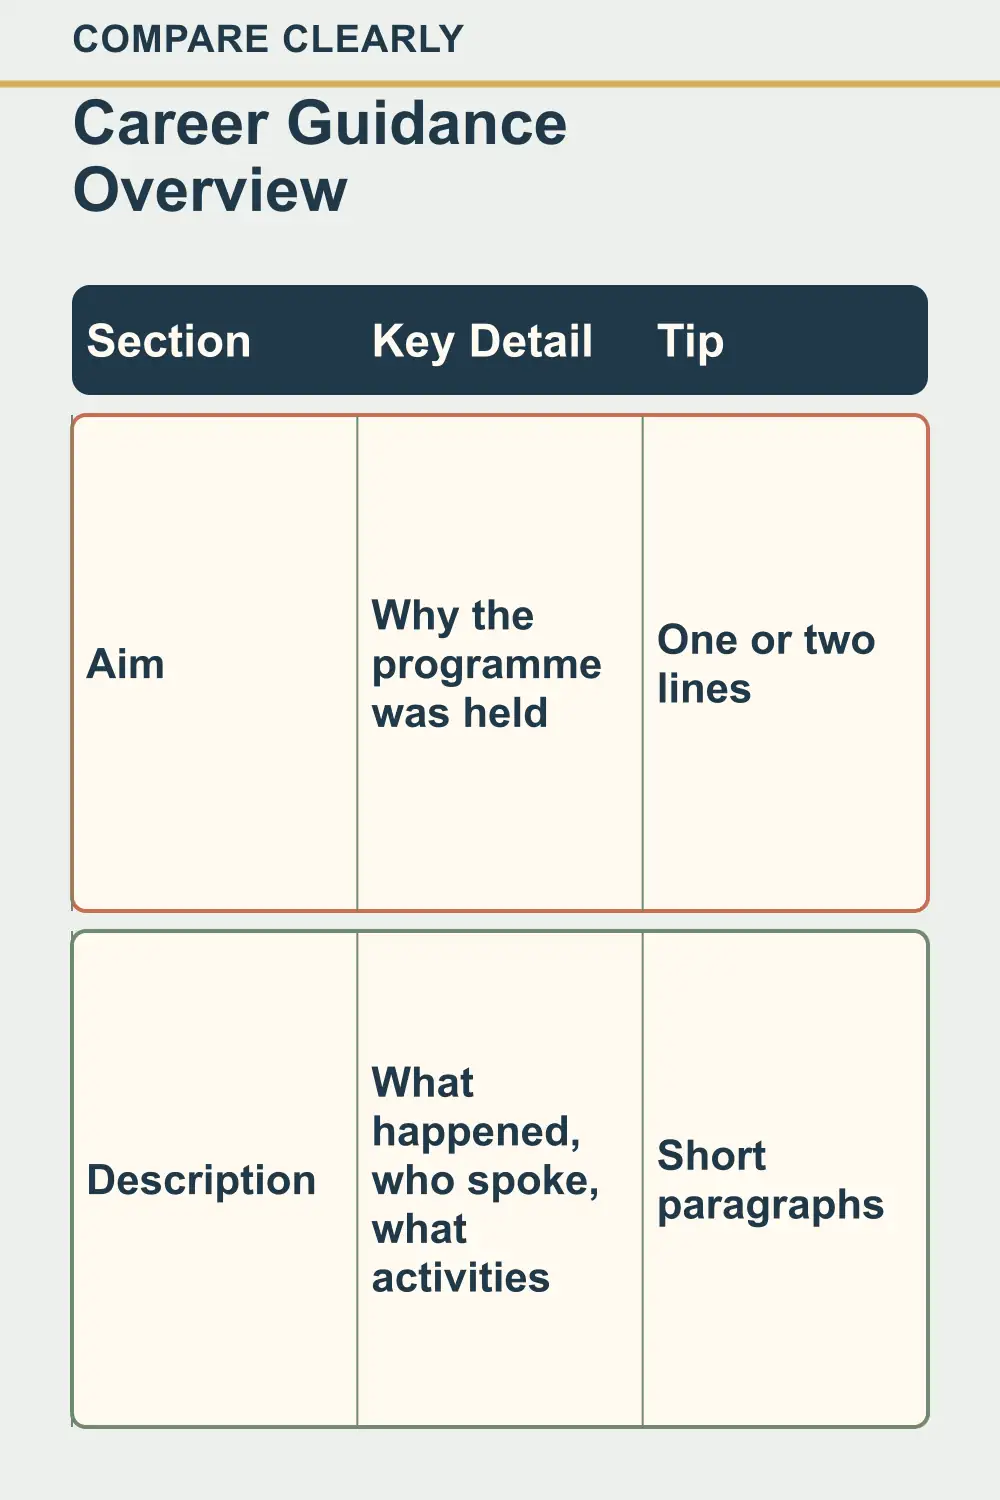 COMPARE CLEARLY
Career Guidance
Overview
Section
Key Detail
Tip
Aim
Why the
programme
was held
One or two
lines
Description
What
happened,
who spoke,
what
activities
Short
paragraphs